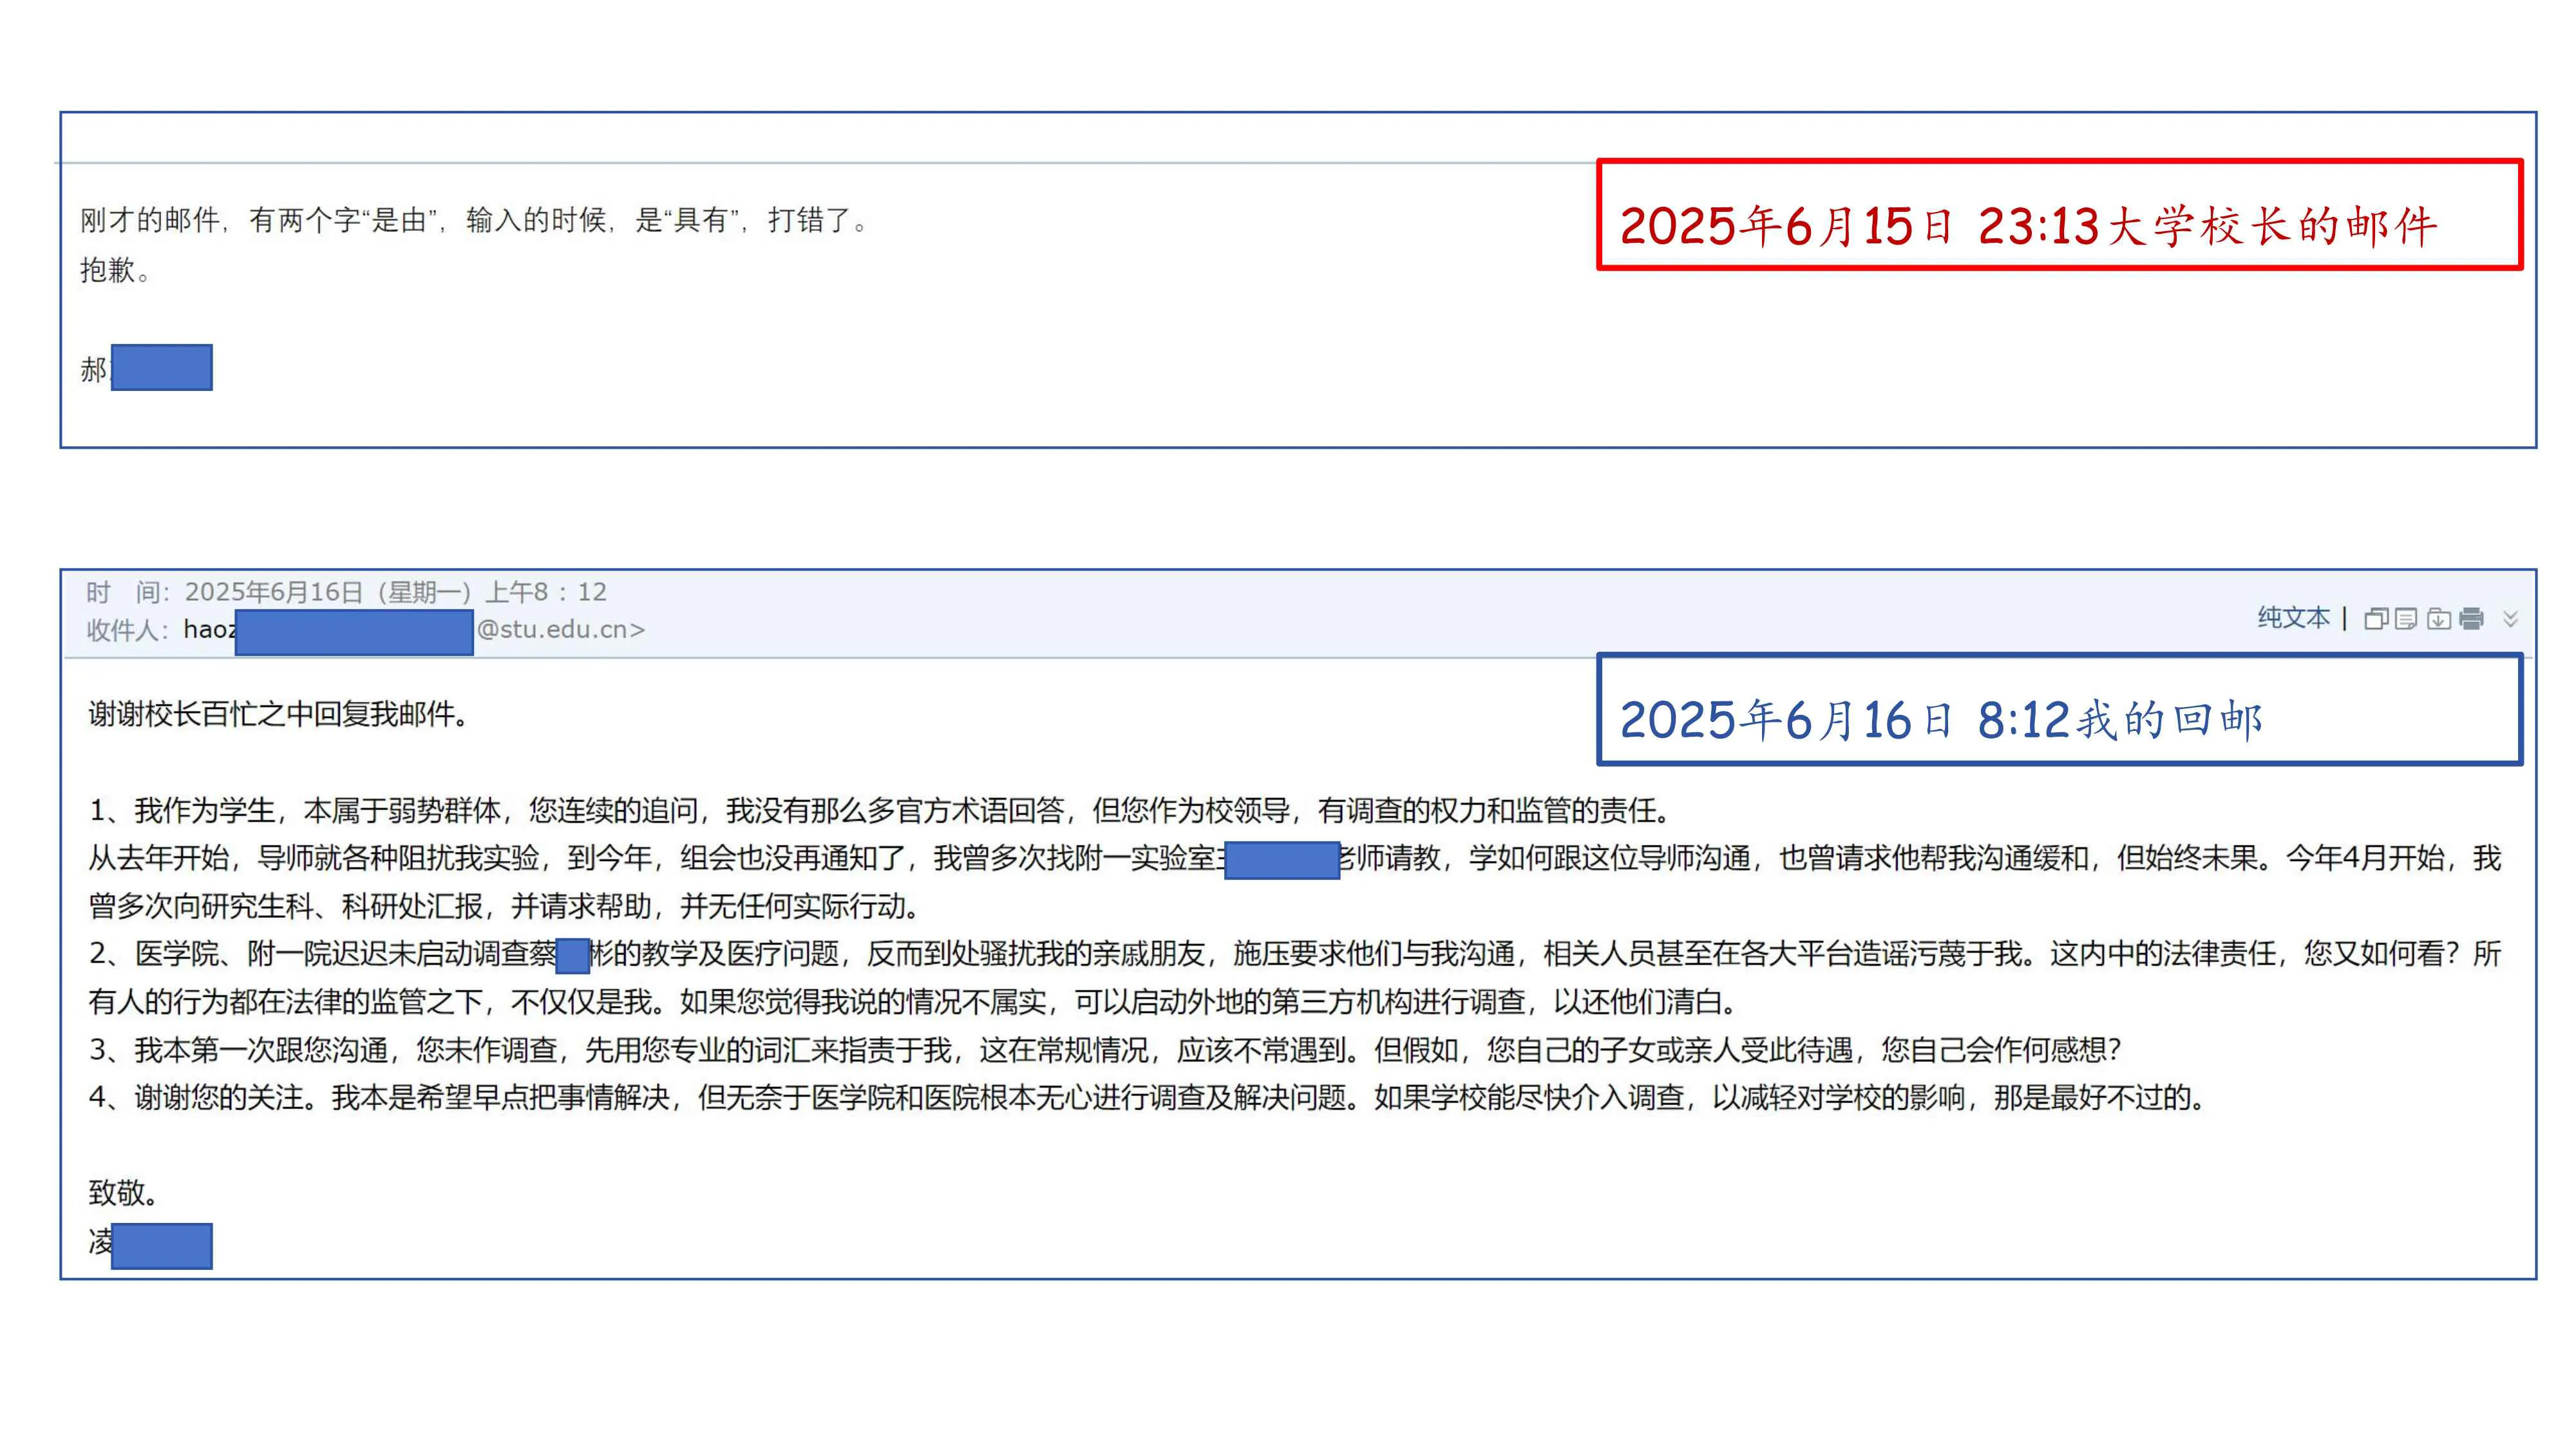 刚才的邮件，有两个字“是由”，输入的时候，是“具有”，打错了。
抱歉。
郝
2025年6月15日 23:13大学校长的邮件
时 间：2025年6月16日（星期一）上午8：12
收件人：haoz @stu.edu.cn>
纯文本 |
谢谢校长百忙之中回复我邮件。
2025年6月16日 8:12我的回邮
1、我作为学生，本属于弱势群体，您连续的追问，我没有那么多官方术语回答，但您作为校领导，有调查的权力和监管的责任。
从去年开始，导师就各种阻扰我实验，到今年，组会也没再通知了，我曾多次找附一实验室 老师请教，学如何跟这位导师沟通，也曾请求他帮我沟通缓和，但始终未果。今年4月开始，我
曾多次向研究生科、科研处汇报，并请求帮助，并无任何实际行动。
2、医学院、附一院迟迟未启动调查蔡 彬的教学及医疗问题，反而到处骚扰我的亲戚朋友，施压要求他们与我沟通，相关人员甚至在各大平台造谣污蔑于我。这内中的法律责任，您又如何看？所
有人的行为都在法律的监管之下，不仅仅是我。如果您觉得我说的情况不属实，可以启动外地的第三方机构进行调查，以还他们清白。
3、我本第一次跟您沟通，您未作调查，先用您专业的词汇来指责于我，这在常规情况，应该不常遇到。但假如，您自己的子女或亲人受此待遇，您自己会作何感想？
4、谢谢您的关注。我本是希望早点把事情解决，但无奈于医学院和医院根本无心进行调查及解决问题。如果学校能尽快介入调查，以减轻对学校的影响，那是最好不过的。
致敬。
凌